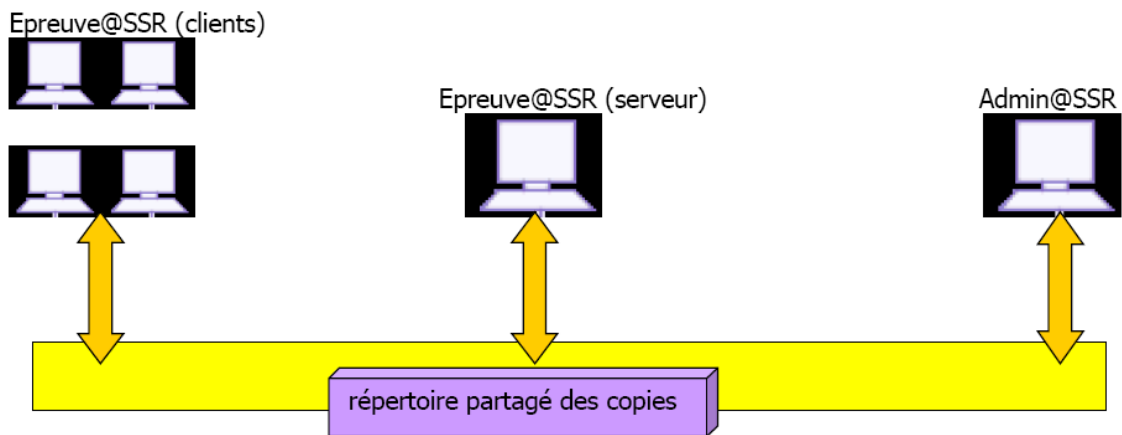 Epreuve@SSR (clients)
Epreuve@SSR (serveur)
Admin@SSR
répertoire partagé des copies